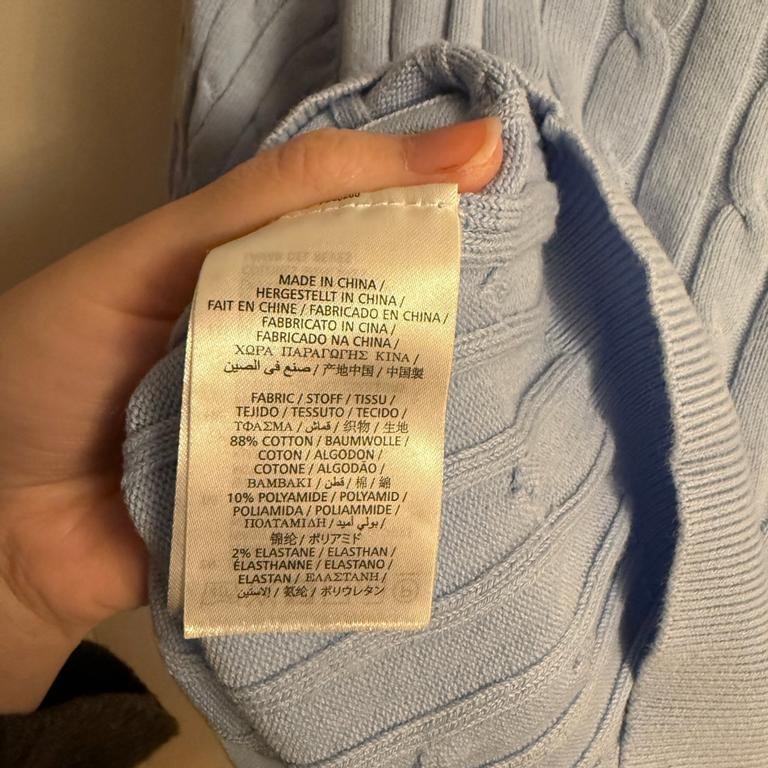 MADE IN CHINA /
HERGESTELLT IN CHINA /
FAIT EN CHINE / FABRICADO EN CHINA /
FABBRICATO IN CINA /
FABRICADO NA CHINA /
ΧΩΡΑ ΠΑΡΑΓΩΓΗΣ ΚΙΝΑ /
صنع في الصين / 产地中国 / 中国製
FABRIC / STOFF / TISSU /
TEJIDO / TESSUTO / TECIDO /
ΤΦΑΣΜΑ / قماش / 织物 / 生地
88% COTTON / BAUMWOLLE /
COTON / ALGODON /
COTONE / ALGODÃO /
ΒΑΜΒΑΚΙ / قطن / 棉 / 綿
10% POLYAMIDE / POLYAMID /
POLIAMIDA / POLIAMMIDE /
ΠΟΛΤΑΜΙΔΗ / بولي أميد /
锦纶 / ポリアミド
2% ELASTANE / ELASTHAN /
ÉLASTHANNE / ELASTANO /
ELASTAN / ΕΛΑΣΤΑΝΗ /
الاستين / 氨纶 / ポリウレタン